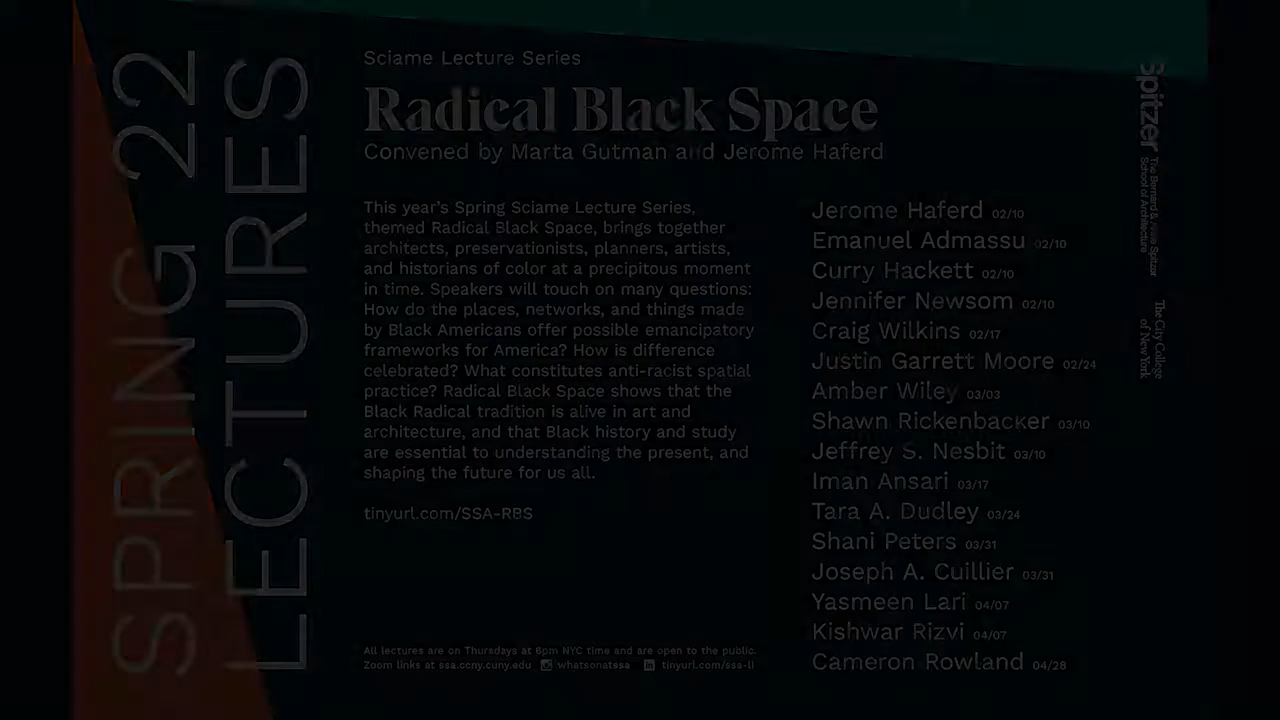 SPRING 22
LECTURES
Sciame Lecture Series
Radical Black Space
Convened by Marta Gutman and Jerome Haferd
This year's Spring Sciame Lecture Series,
themed Radical Black Space, brings together
architects, preservationists, planners, artists,
and historians of color at a precipitous moment
in time. Speakers will touch on many questions:
How do the places, networks, and things made
by Black Americans offer possible emancipatory
frameworks for America? How is difference
celebrated? What constitutes anti-racist spatial
practice? Radical Black Space shows that the
Black Radical tradition is alive in art and
architecture, and that Black history and study
are essential to understanding the present, and
shaping the future for us all.
tinyurl.com/SSA-RBS
All lectures are on Thursdays at 6pm NYC time and are open to the public.
Zoom links at ssa.ccny.cuny.edu whatsonatssa tinyurl.com/ssa-li
Jerome Haferd 02/10
Emanuel Admassu 02/10
Curry Hackett 02/10
Jennifer Newsom 02/10
Craig Wilkins 02/17
Justin Garrett Moore 02/24
Amber Wiley 03/03
Shawn Rickenbacker 03/10
Jeffrey S. Nesbit 03/10
Iman Ansari 03/17
Tara A. Dudley 03/24
Shani Peters 03/31
Joseph A. Cuillier 03/31
Yasmeen Lari 04/07
Kishwar Rizvi 04/07
Cameron Rowland 04/28
Spitzer
The Bernard & Anne Spitzer
School of Architecture
The City College
of New York